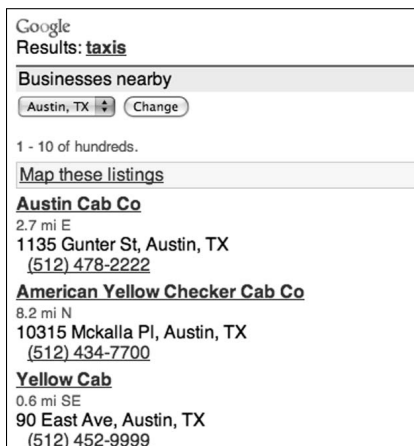 Google
Results: taxis
Businesses nearby
Austin, TX Change
1 - 10 of hundreds.
Map these listings
Austin Cab Co
2.7 mi E
1135 Gunter St, Austin, TX
(512) 478-2222
American Yellow Checker Cab Co
8.2 mi N
10315 Mckalla Pl, Austin, TX
(512) 434-7700
Yellow Cab
0.6 mi SE
90 East Ave, Austin, TX
(512) 452-9999